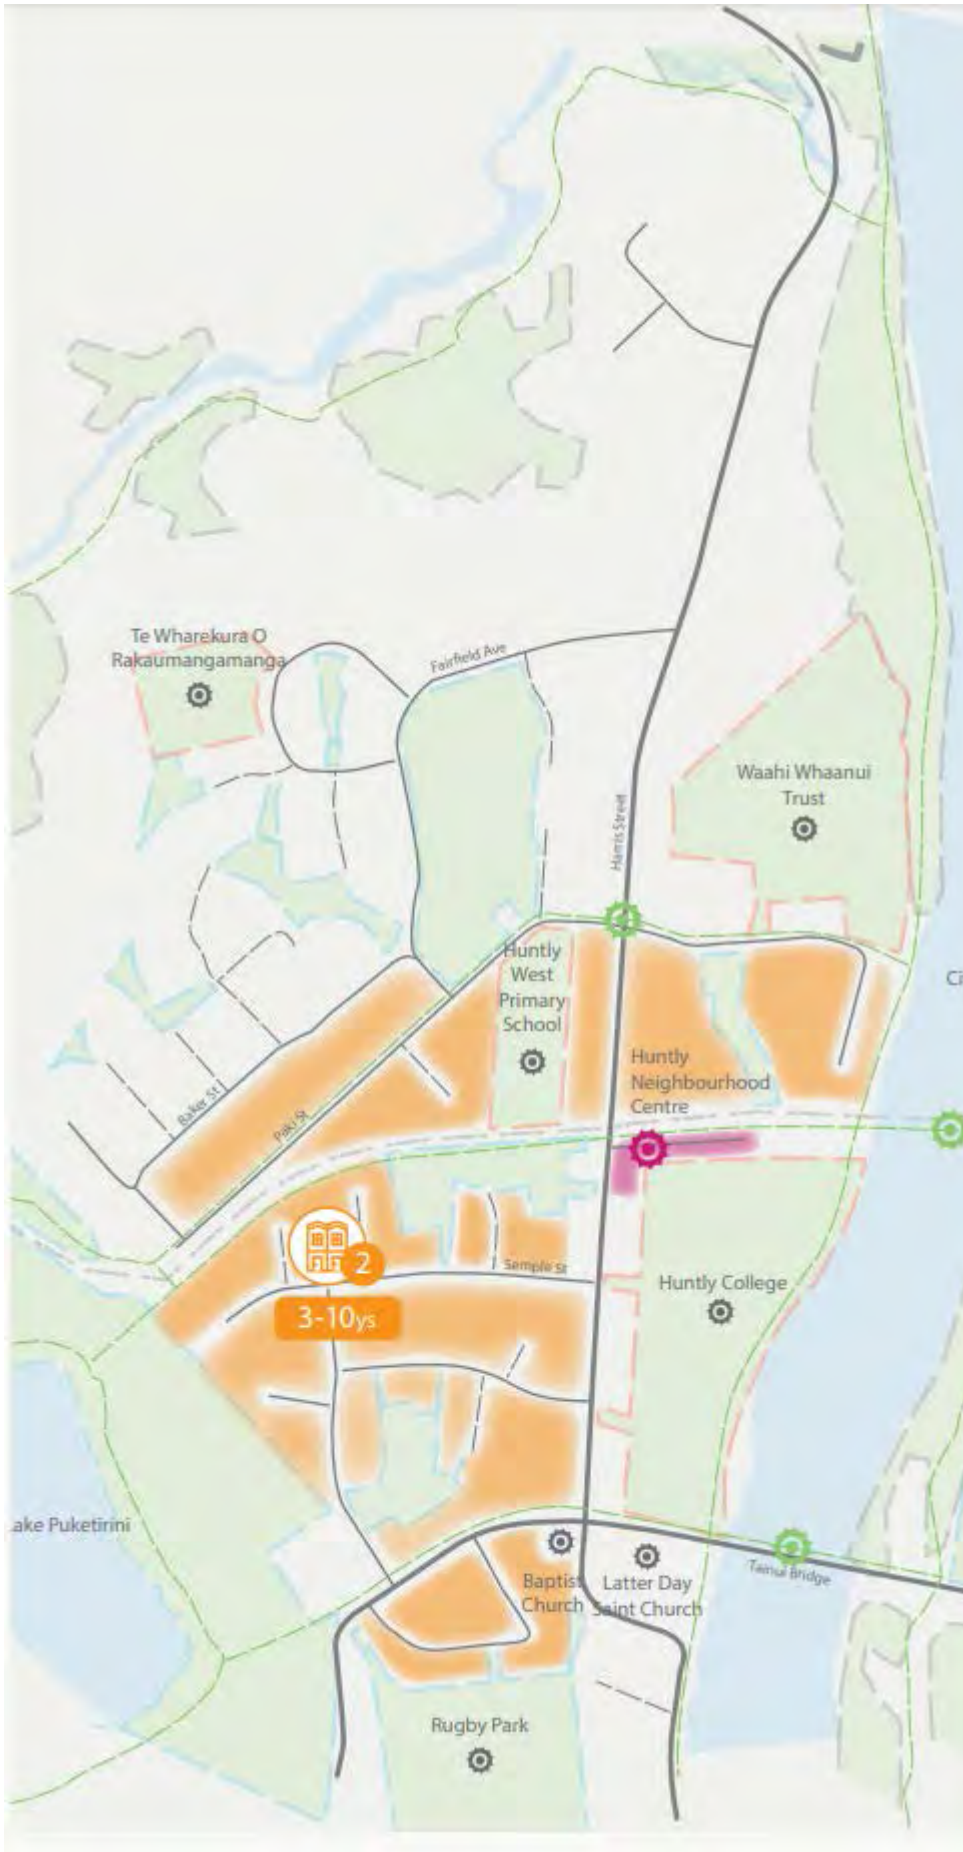 Te Wharekura O
Rakaumangamanga
Fairfield Ave
Waahi Whaanui
Trust
Harris Street
Huntly
West
Primary
School
Ci
Huntly
Neighbourhood
Centre
Baker St
Paki St
2
3-10ys
Semple St
Huntly College
ake Puketirini
Baptist
Church
Latter Day
Saint Church
Tainui Bridge
Rugby Park